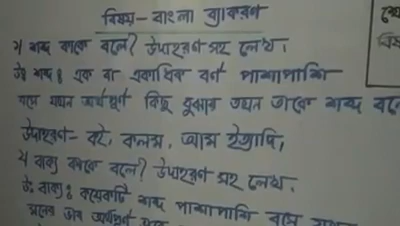 বিষয় - বাংলা ব্যাকরণ
১। শব্দ কাকে বলে? উদাহরণ সহ লেখ।
উঃ শব্দঃ এক বা একাধিক বর্ণ পাশাপাশি
বসে যখন অর্থপূর্ণ কিছু বুঝায় তখন তাকে শব্দ বলে
উদাহরণ- বই, কলম, আম ইত্যাদি,
২। বাক্য কাকে বলে? উদাহরণ সহ লেখ.
উঃ বাক্যঃ কয়েকটি শব্দ পাশাপাশি বসে
মনের ভাব